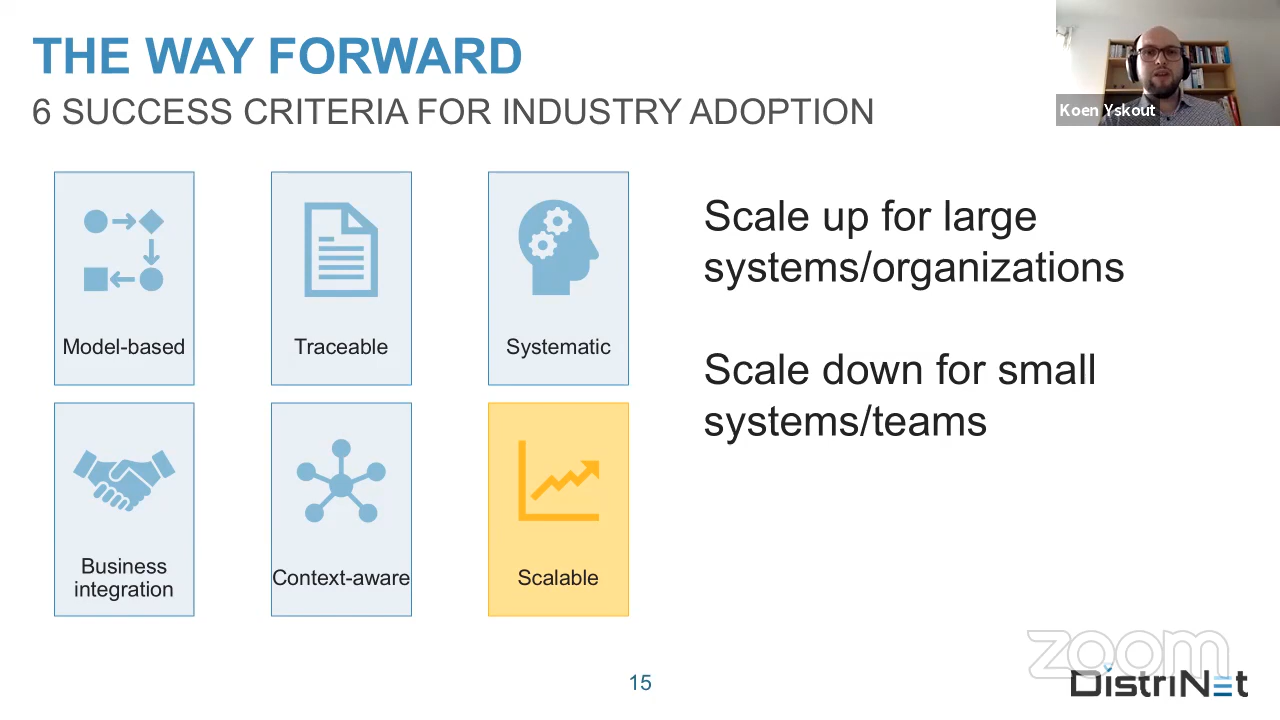 THE WAY FORWARD
6 SUCCESS CRITERIA FOR INDUSTRY ADOPTION
Koen Yskout
Model-based
Traceable
Systematic
Business
integration
Context-aware
Scalable
Scale up for large
systems/organizations
Scale down for small
systems/teams
15
zoom
DistriNet